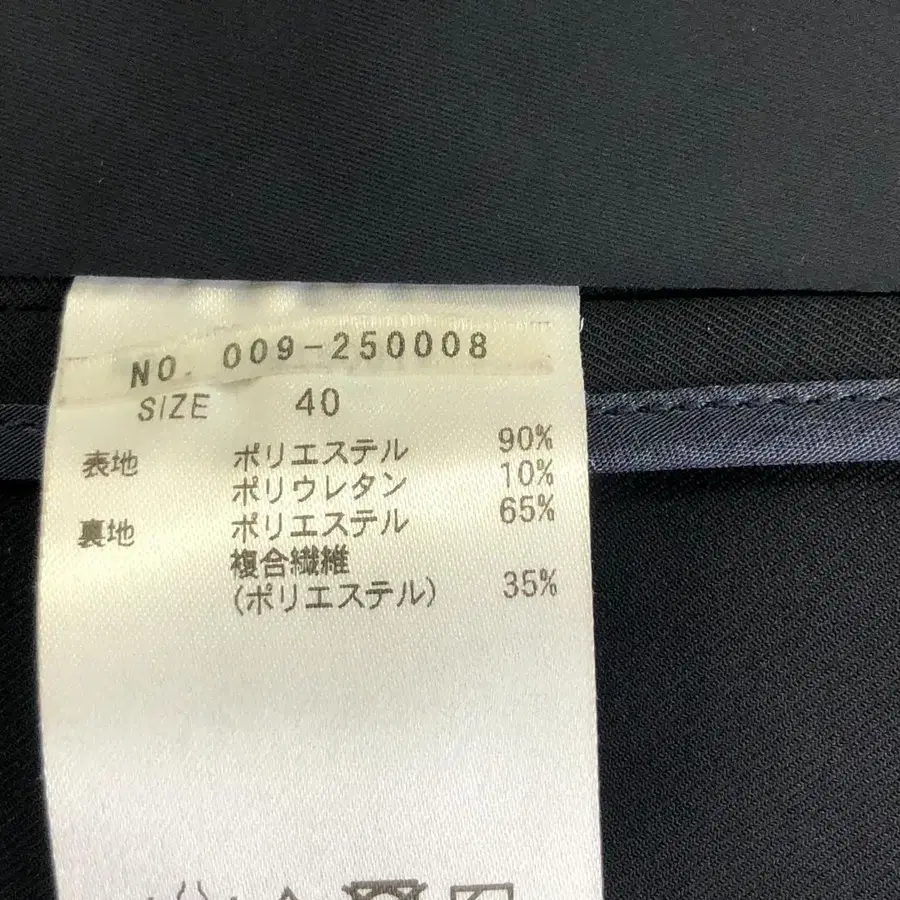 NO. 009-250008
SIZE 40
表地 ポリエステル 90%
ポリウレタン 10%
裏地 ポリエステル 65%
複合繊維
(ポリエステル) 35%